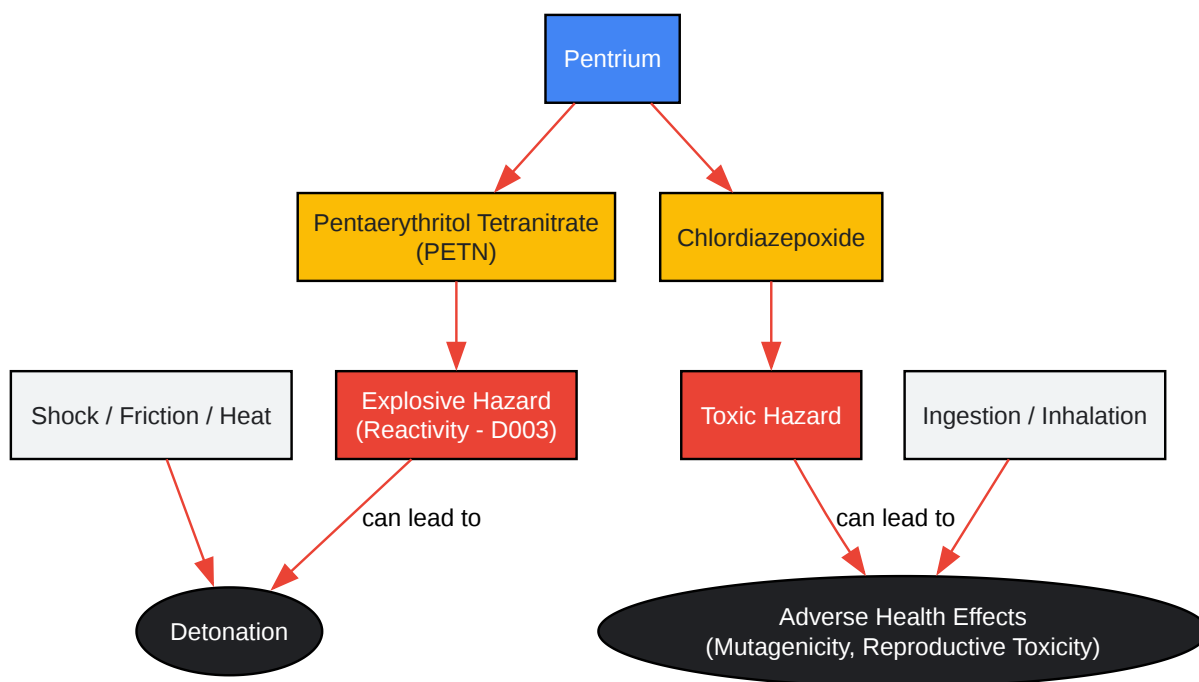 Pentrium
Pentaerythritol Tetranitrate
(PETN)
Chlordiazepoxide
Shock / Friction / Heat
Explosive Hazard
(Reactivity - D003)
Toxic Hazard
Ingestion / Inhalation
can lead to
can lead to
Detonation
Adverse Health Effects
(Mutagenicity, Reproductive Toxicity)